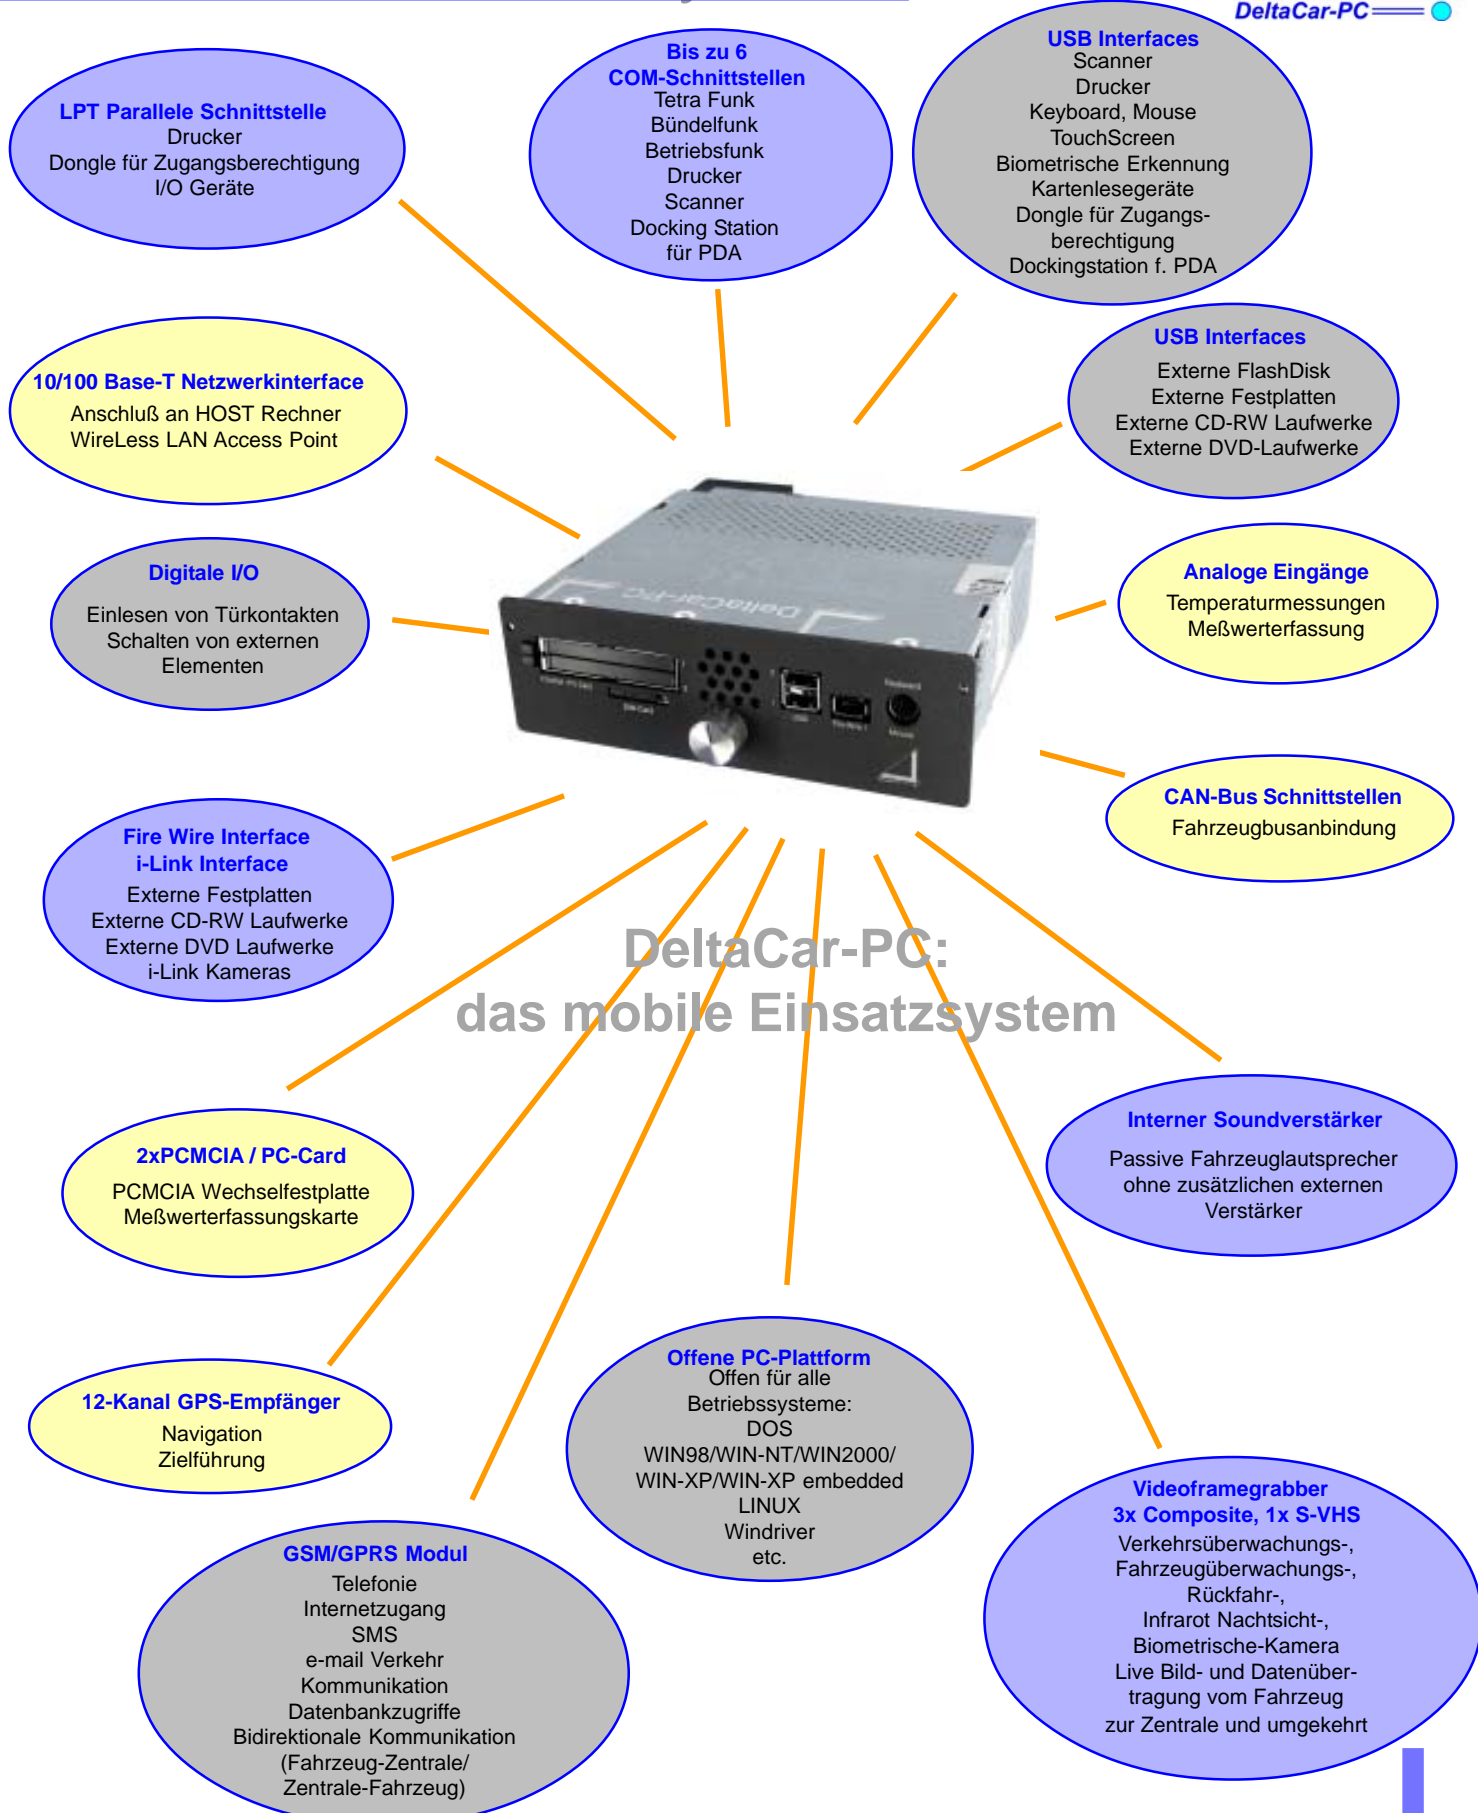 DeltaCar-PC
LPT Parallele Schnittstelle
Drucker
Dongle für Zugangsberechtigung
I/O Geräte
Bis zu 6
COM-Schnittstellen
Tetra Funk
Bündelfunk
Betriebsfunk
Drucker
Scanner
Docking Station
für PDA
USB Interfaces
Scanner
Drucker
Keyboard, Mouse
TouchScreen
Biometrische Erkennung
Kartenlesegeräte
Dongle für Zugangs-
berechtigung
Dockingstation f. PDA
10/100 Base-T Netzwerkinterface
Anschluß an HOST Rechner
WireLess LAN Access Point
USB Interfaces
Externe FlashDisk
Externe Festplatten
Externe CD-RW Laufwerke
Externe DVD-Laufwerke
Digitale I/O
Einlesen von Türkontakten
Schalten von externen
Elementen
DeltaCar-PC
Analoge Eingänge
Temperaturmessungen
Meßwerterfassung
CAN-Bus Schnittstellen
Fahrzeugbusanbindung
Fire Wire Interface
i-Link Interface
Externe Festplatten
Externe CD-RW Laufwerke
Externe DVD Laufwerke
i-Link Kameras
DeltaCar-PC:
das mobile Einsatzsystem
2xPCMCIA / PC-Card
PCMCIA Wechselfestplatte
Meßwerterfassungskarte
Interner Soundverstärker
Passive Fahrzeuglautsprecher
ohne zusätzlichen externen
Verstärker
12-Kanal GPS-Empfänger
Navigation
Zielführung
Offene PC-Plattform
Offen für alle
Betriebssysteme:
DOS
WIN98/WIN-NT/WIN2000/
WIN-XP/WIN-XP embedded
LINUX
Windriver
etc.
GSM/GPRS Modul
Telefonie
Internetzugang
SMS
e-mail Verkehr
Kommunikation
Datenbankzugriffe
Bidirektionale Kommunikation
(Fahrzeug-Zentrale/
Zentrale-Fahrzeug)
Videoframegrabber
3x Composite, 1x S-VHS
Verkehrsüberwachungs-,
Fahrzeugüberwachungs-,
Rückfahr-,
Infrarot Nachtsicht-,
Biometrische-Kamera
Live Bild- und Datenüber-
tragung vom Fahrzeug
zur Zentrale und umgekehrt